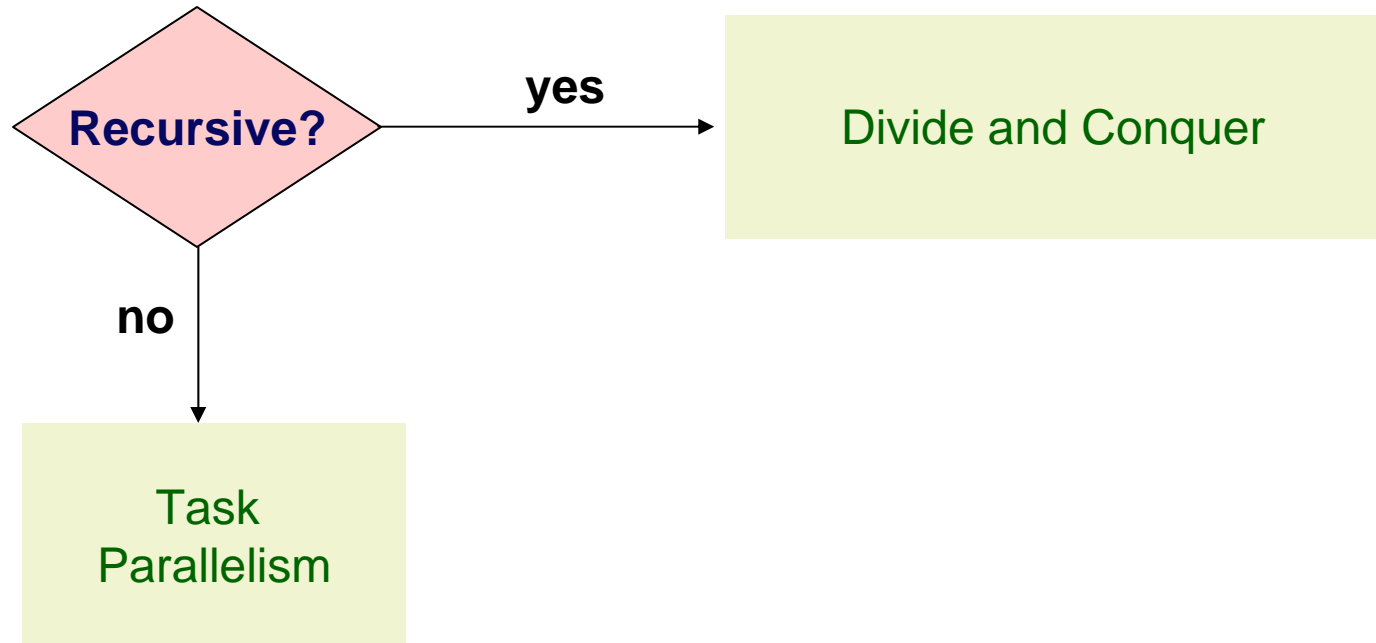 yes
Recursive?
Divide and Conquer
no
Task
Parallelism